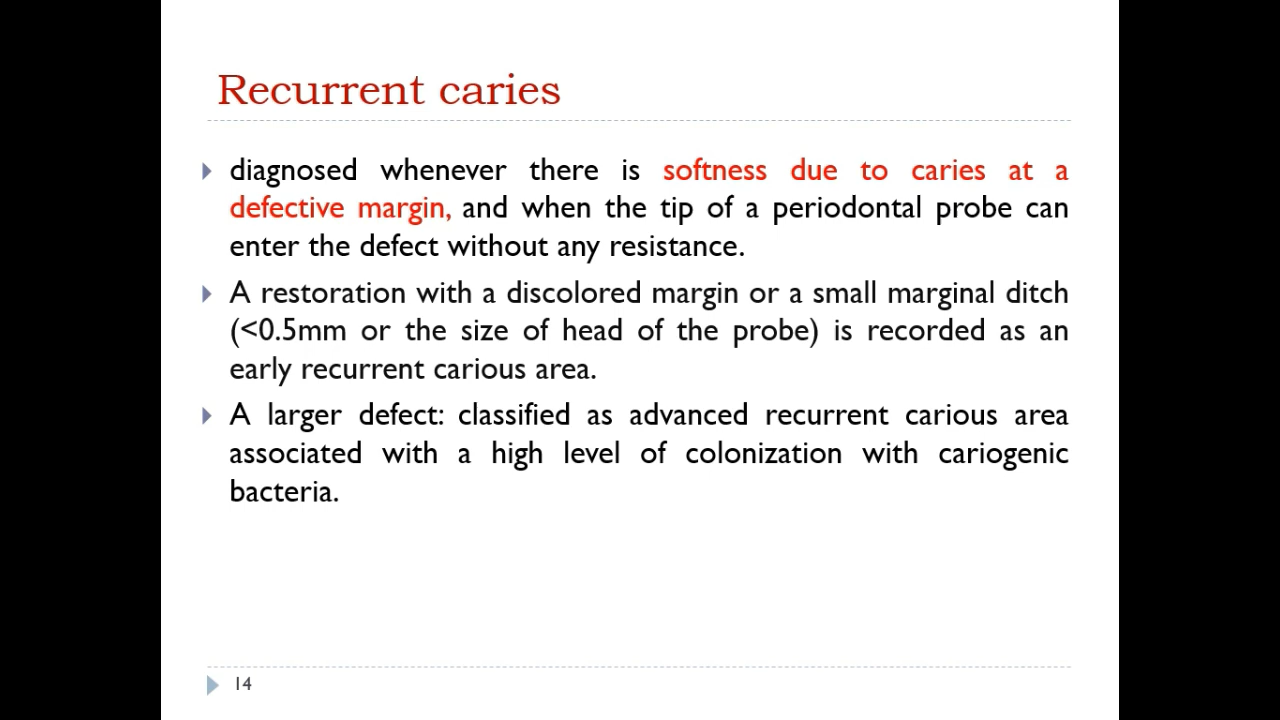 Recurrent caries
diagnosed whenever there is softness due to caries at a
defective margin, and when the tip of a periodontal probe can
enter the defect without any resistance.
A restoration with a discolored margin or a small marginal ditch
(<0.5mm or the size of head of the probe) is recorded as an
early recurrent carious area.
A larger defect: classified as advanced recurrent carious area
associated with a high level of colonization with cariogenic
bacteria.
14